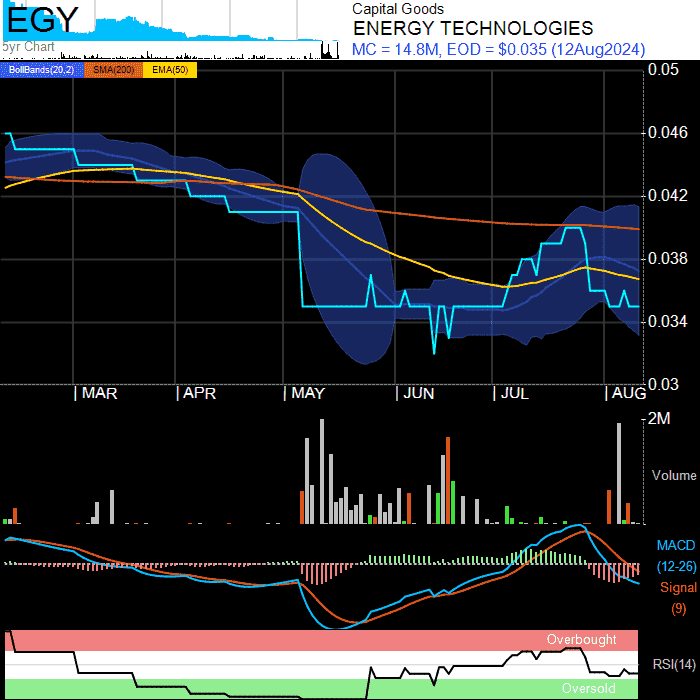 EGY
5yr Chart
Capital Goods
ENERGY TECHNOLOGIES
MC = 14.8M, EOD = $0.035 (12Aug2024)
BollBands(20,2) SMA(200) EMA(50)
0.05
0.046
0.042
0.038
0.034
0.03
MAR APR MAY JUN JUL AUG
2M
Volume
MACD
(12-26)
Signal
(9)
Overbought
RSI(14)
Oversold